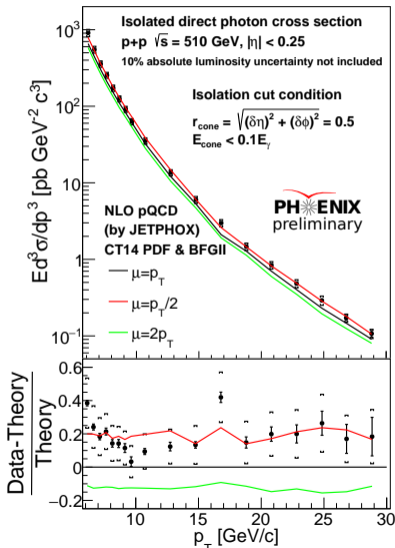 Isolated direct photon cross section
p+p √s = 510 GeV, |η| < 0.25
10% absolute luminosity uncertainty not included
Isolation cut condition
r_cone = √((δη)² + (δϕ)²) = 0.5
E_cone < 0.1E_γ
PHENIX
preliminary
NLO pQCD
(by JETPHOX)
CT14 PDF & BFGII
μ=p_T
μ=p_T/2
μ=2p_T
Ed³σ/dp³ [pb GeV⁻² c³]
10³
10²
10
1
10⁻¹
Data-Theory
Theory
0.6
0.4
0.2
0
−0.2
10 15 20 25 30
p_T [GeV/c]